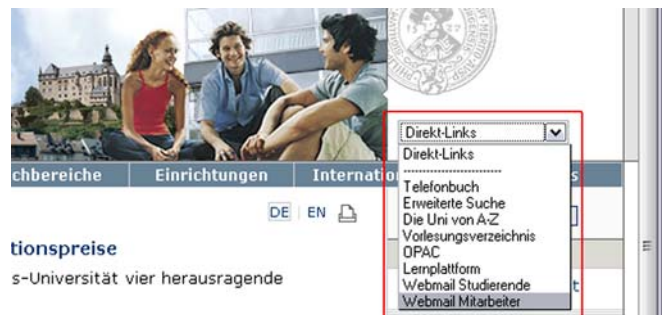 Direkt-Links
Direkt-Links
------------------------
Telefonbuch
Erweiterte Suche
Die Uni von A-Z
Vorlesungsverzeichnis
OPAC
Lernplattform
Webmail Studierende
Webmail Mitarbeiter
chbereiche Einrichtungen Internatio s
DE | EN
tionspreise
s-Universität vier herausragende t